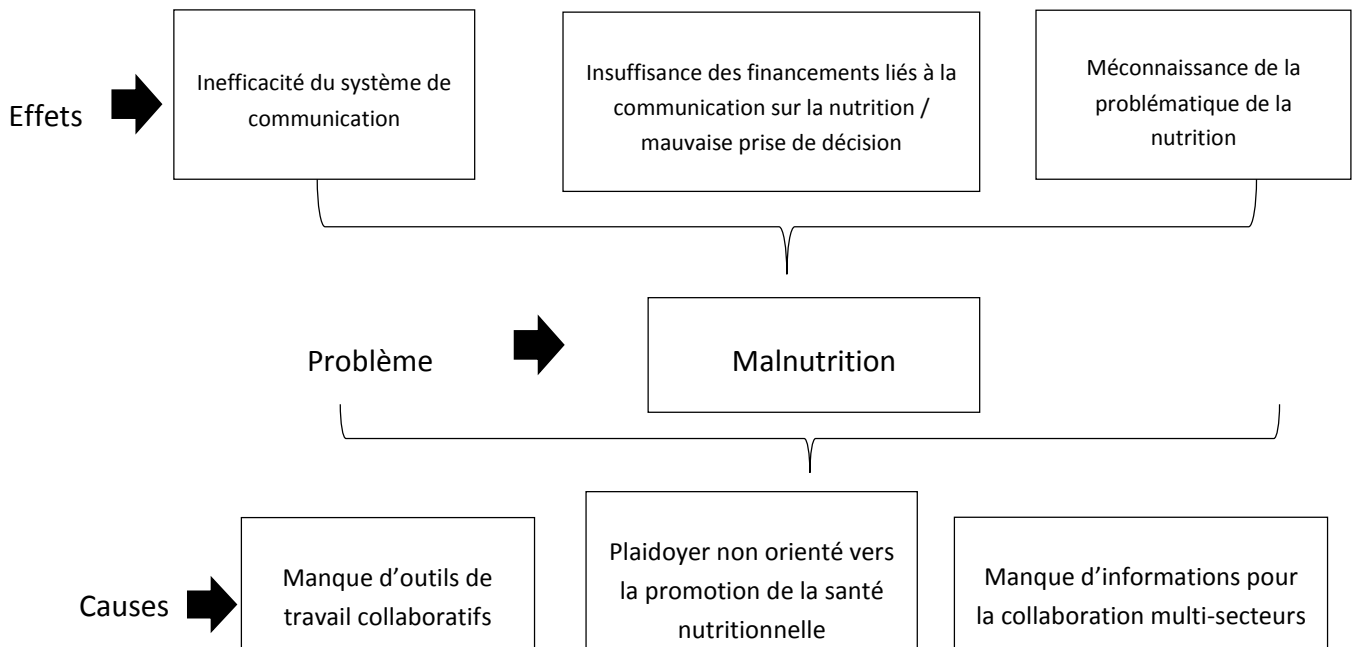 Effets
Inefficacité du système de
communication
Insuffisance des financements liés à la
communication sur la nutrition /
mauvaise prise de décision
Méconnaissance de la
problématique de la
nutrition
Problème
Malnutrition
Causes
Manque d’outils de
travail collaboratifs
Plaidoyer non orienté vers
la promotion de la santé
nutritionnelle
Manque d’informations pour
la collaboration multi-secteurs